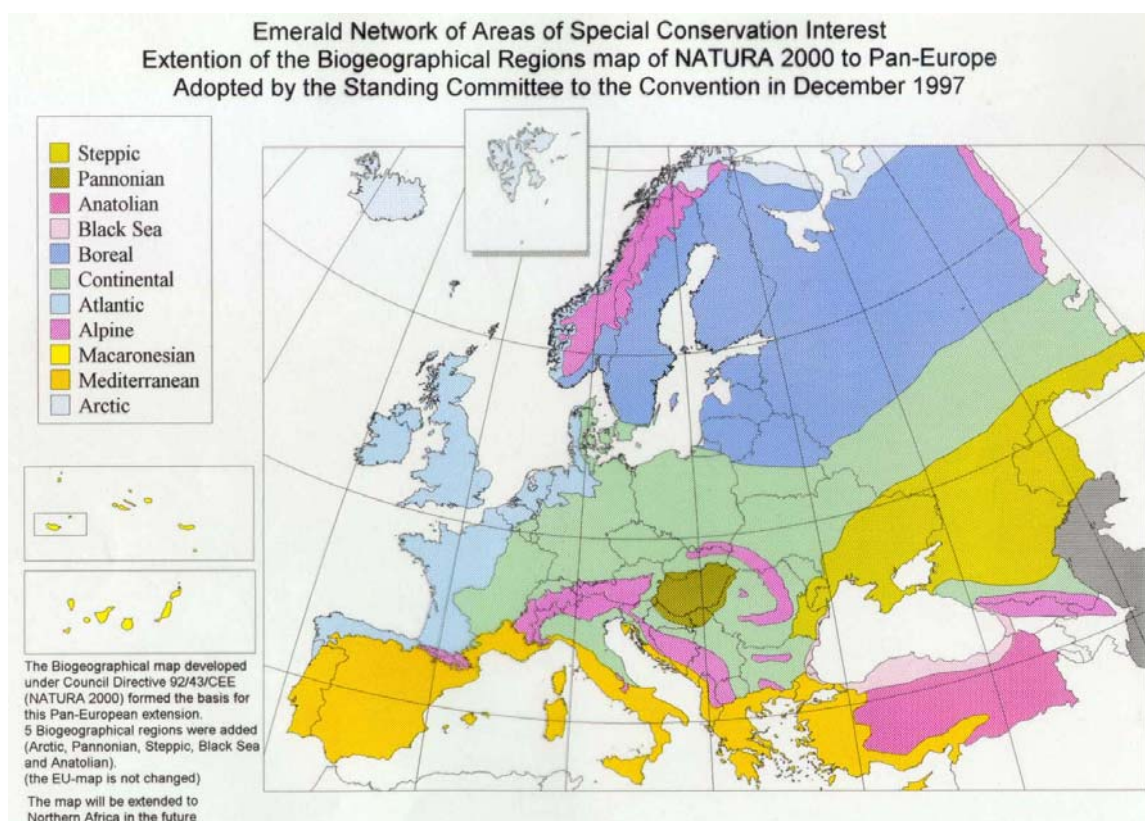 Emerald Network of Areas of Special Conservation Interest
Extention of the Biogeographical Regions map of NATURA 2000 to Pan-Europe
Adopted by the Standing Committee to the Convention in December 1997
Steppic
Pannonian
Anatolian
Black Sea
Boreal
Continental
Atlantic
Alpine
Macaronesian
Mediterranean
Arctic
The Biogeographical map developed
under Council Directive 92/43/CEE
(NATURA 2000) formed the basis for
this Pan-European extension.
5 Biogeographical regions were added
(Arctic, Pannonian, Steppic, Black Sea
and Anatolian).
(the EU-map is not changed)
The map will be extended to
Northern Africa in the future